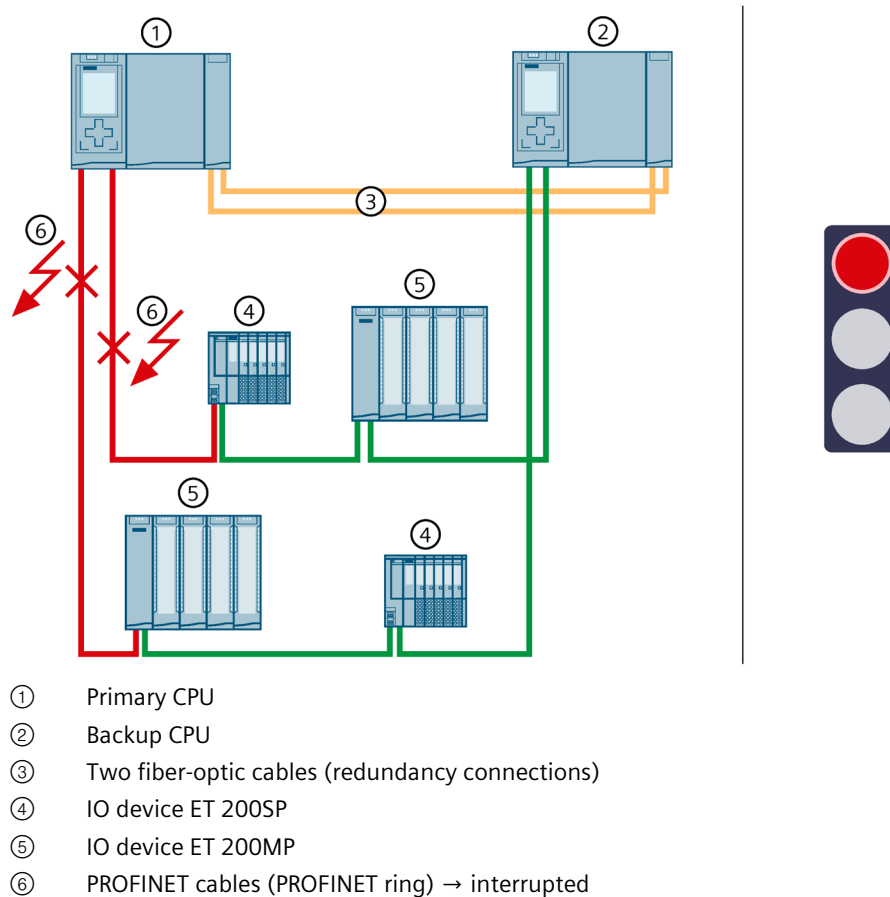 ① ②
③
⑥
⑤
⑥ ④
⑤
④
① Primary CPU
② Backup CPU
③ Two fiber-optic cables (redundancy connections)
④ IO device ET 200SP
⑤ IO device ET 200MP
⑥ PROFINET cables (PROFINET ring) → interrupted